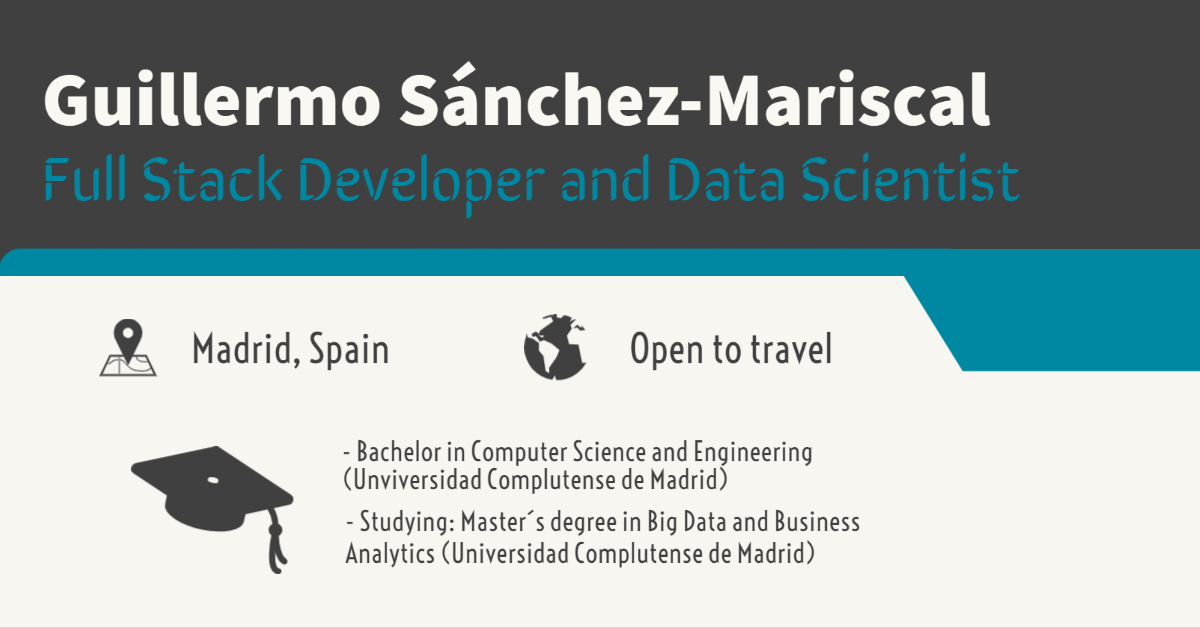 Guillermo Sánchez-Mariscal
Full Stack Developer and Data Scientist
Madrid, Spain
Open to travel
- Bachelor in Computer Science and Engineering
(Unviversidad Complutense de Madrid)
- Studying: Master´s degree in Big Data and Business
Analytics (Universidad Complutense de Madrid)